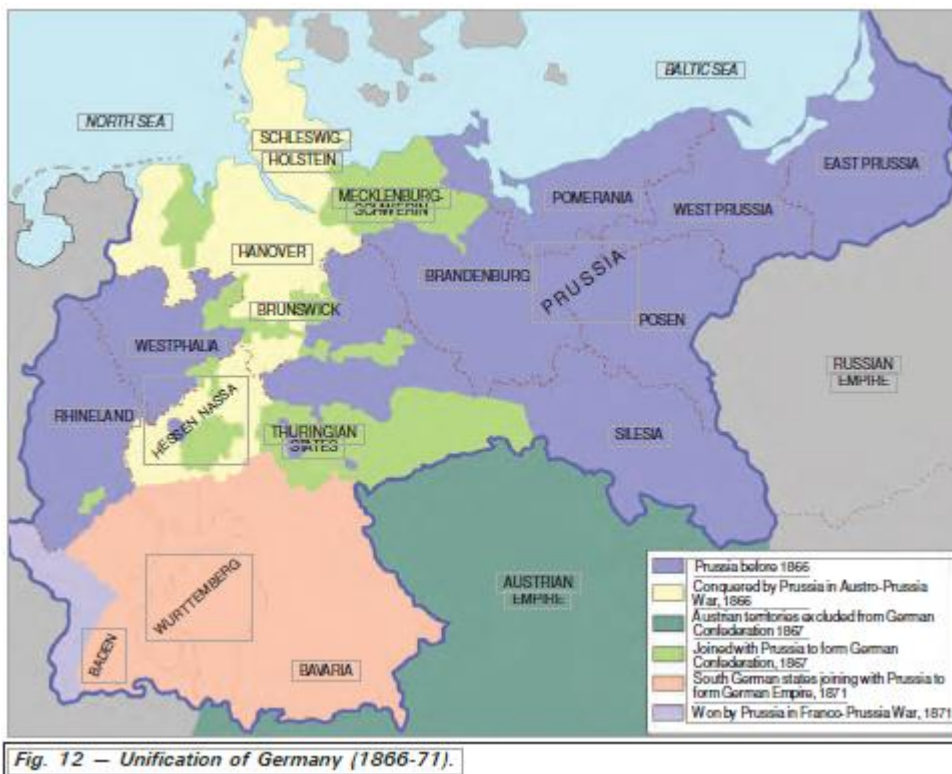 BALTIC SEA
NORTH SEA
SCHLESWIG-
HOLSTEIN
EAST PRUSSIA
MECKLENBURG-
SCHWERIN
POMERANIA
WEST PRUSSIA
HANOVER
BRANDENBURG
PRUSSIA
BRUNSWICK
POSEN
WESTPHALIA
RUSSIAN
EMPIRE
RHINELAND
HESSEN NASSA
THURINGIAN
STATES
SILESIA
AUSTRIAN
EMPIRE
WURTTEMBERG
BADEN
BAVARIA
Prussia before 1866
Conquered by Prussia in Austro-Prussia
War, 1866
Austrian territories excluded from German
Confederation 1867
Joined with Prussia to form German
Confederation, 1867
South German states joining with Prussia to
form German Empire, 1871
Won by Prussia in Franco-Prussia War, 1871
Fig. 12 — Unification of Germany (1866-71).